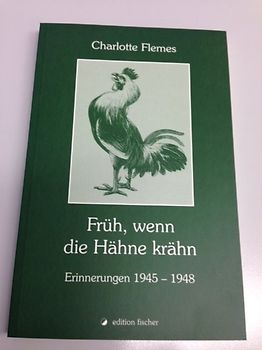 Charlotte Flemes
Früh, wenn
die Hähne krähn
Erinnerungen 1945 – 1948
edition fischer